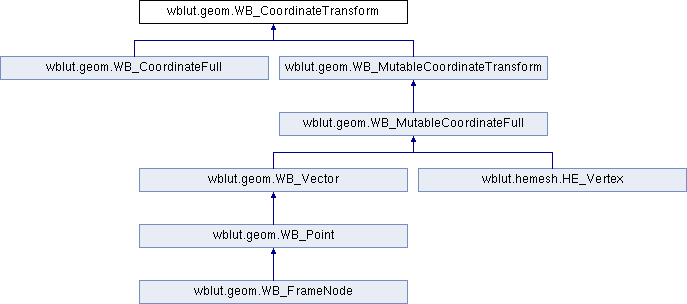 wblut.geom.WB_CoordinateTransform
wblut.geom.WB_CoordinateFull
wblut.geom.WB_MutableCoordinateTransform
wblut.geom.WB_MutableCoordinateFull
wblut.geom.WB_Vector
wblut.hemesh.HE_Vertex
wblut.geom.WB_Point
wblut.geom.WB_FrameNode